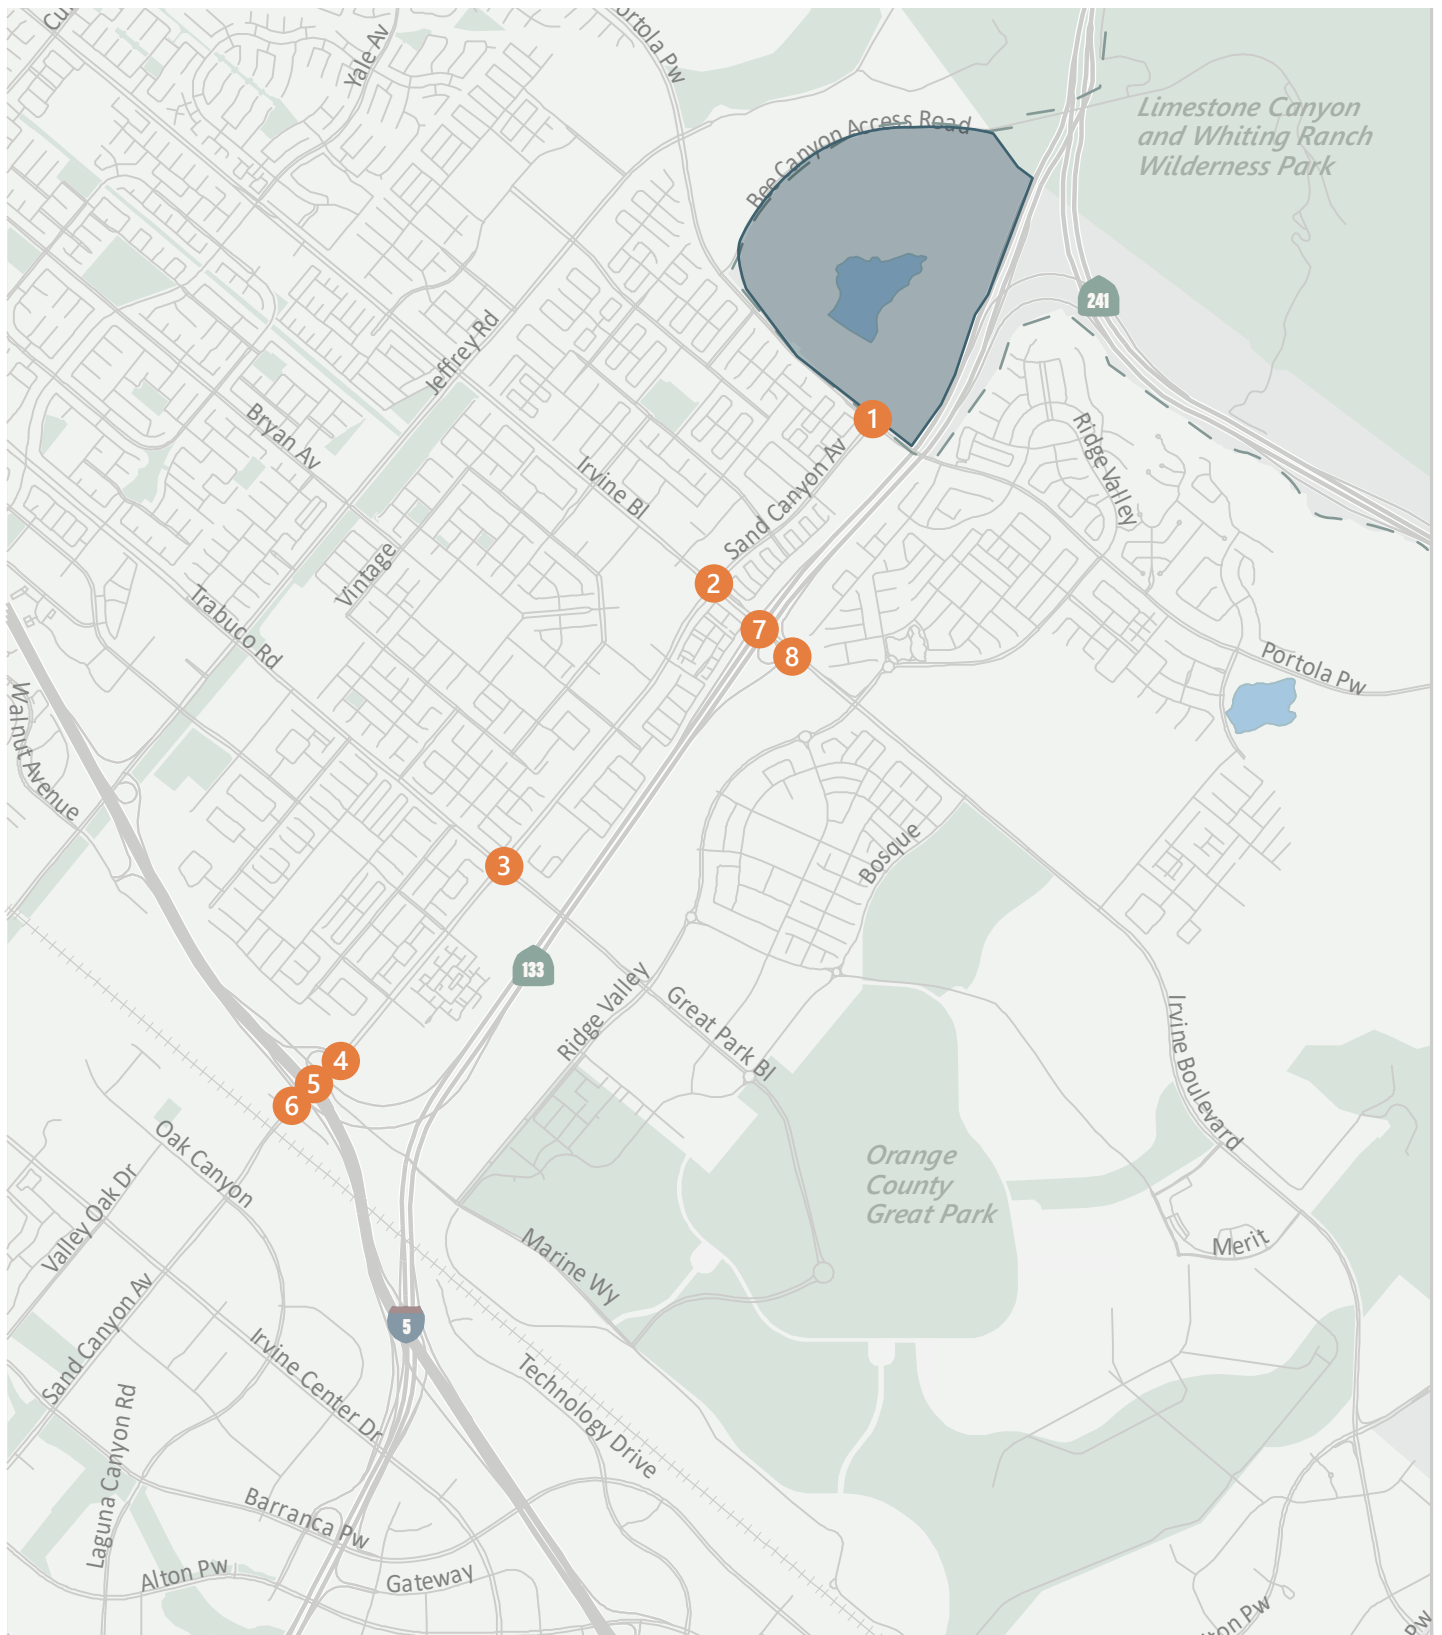 Yale Av
Portola Pw
Limestone Canyon
and Whiting Ranch
Wilderness Park
Bee Canyon Access Road
241
Jeffrey Rd
Bryan Av
Irvine Bl
1
Sand Canyon Av
Ridge Valley
Vintage
2
7
8
Trabuco Rd
Portola Pw
Walnut Avenue
3
Bosque
133
Ridge Valley
Great Park Bl
Irvine Boulevard
4
5
6
Oak Canyon
Valley Oak Dr
Orange
County
Great Park
Marine Wy
Merit
Sand Canyon Av
5
Irvine Center Dr
Technology Drive
Laguna Canyon Rd
Barranca Pw
Alton Pw
Gateway
Pw